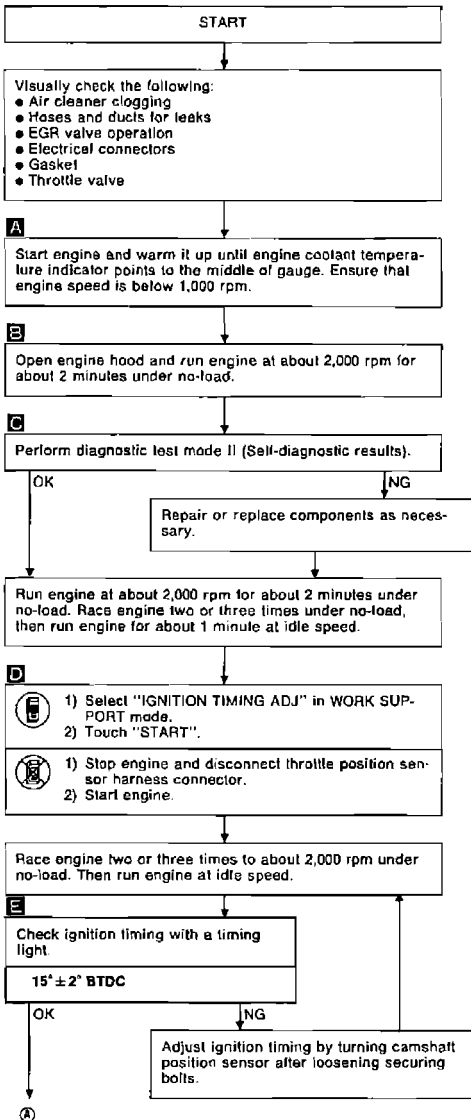 START
Visually check the following:
● Air cleaner clogging
● Hoses and ducts for leaks
● EGR valve operation
● Electrical connectors
● Gasket
● Throttle valve
A
Start engine and warm it up until engine coolant tempera-
ture indicator points to the middle of gauge. Ensure that
engine speed is below 1,000 rpm.
B
Open engine hood and run engine at about 2,000 rpm for
about 2 minutes under no-load.
C
Perform diagnostic test mode II (Self-diagnostic results).
OK
NG
Repair or replace components as neces-
sary.
Run engine at about 2,000 rpm for about 2 minutes under
no-load. Race engine two or three times under no-load,
then run engine for about 1 minute at idle speed.
D
1) Select "IGNITION TIMING ADJ" in WORK SUP-
PORT mode.
2) Touch "START".
1) Stop engine and disconnect throttle position sen-
sor harness connector.
2) Start engine.
Race engine two or three times to about 2,000 rpm under
no-load. Then run engine at idle speed.
E
Check ignition timing with a timing
light.
15°±2° BTDC
OK
NG
Adjust ignition timing by turning camshaft
position sensor after loosening securing
bolts.
Ⓐ